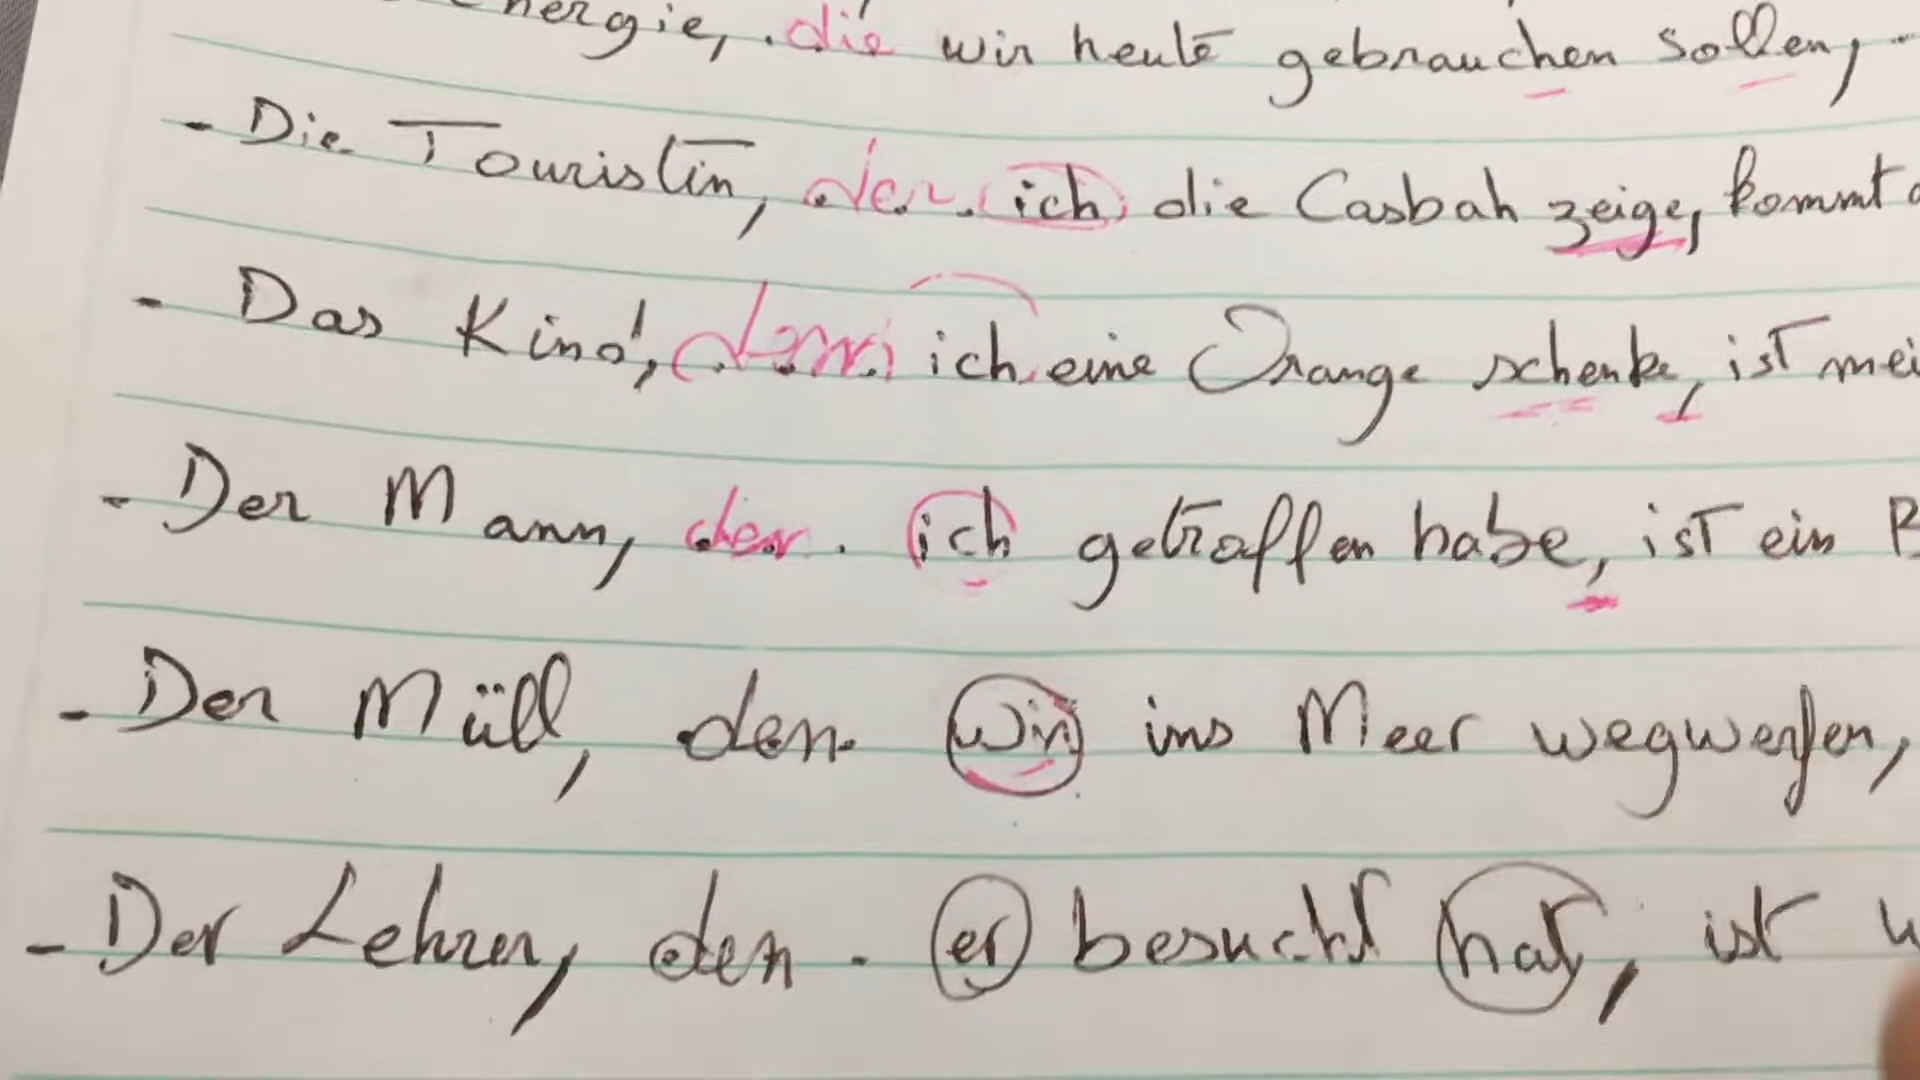 nergie, die wir heute gebrauchen sollen,
- Die Touristin, der ich die Casbah zeige, kommt
- Das Kind, dem ich eine Orange schenke, ist mei
- Der Mann, den ich getroffen habe, ist ein B
- Der Müll, den wir ins Meer wegwerfen,
- Der Lehrer, den er besucht hat, ist u